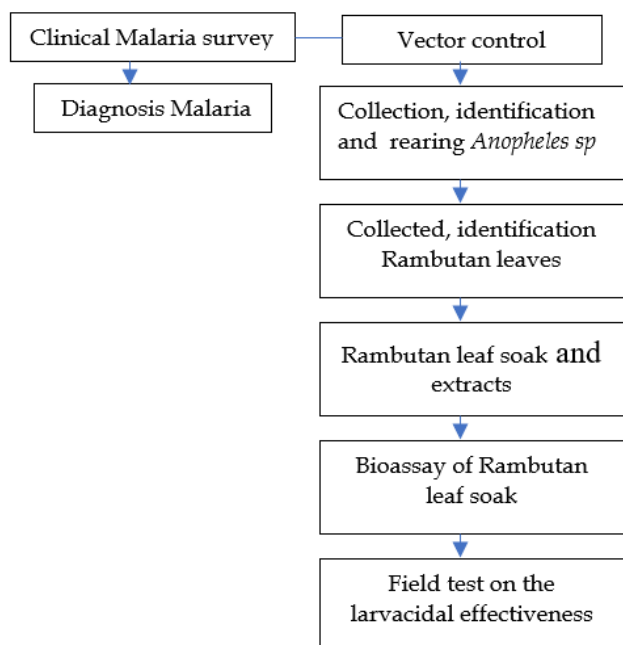 Clinical Malaria survey
Vector control
Diagnosis Malaria
Collection, identification
and rearing Anopheles sp
Collected, identification
Rambutan leaves
Rambutan leaf soak and
extracts
Bioassay of Rambutan
leaf soak
Field test on the
larvacidal effectiveness